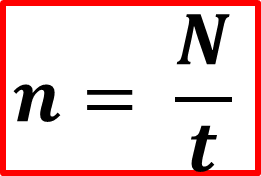 n = N/t